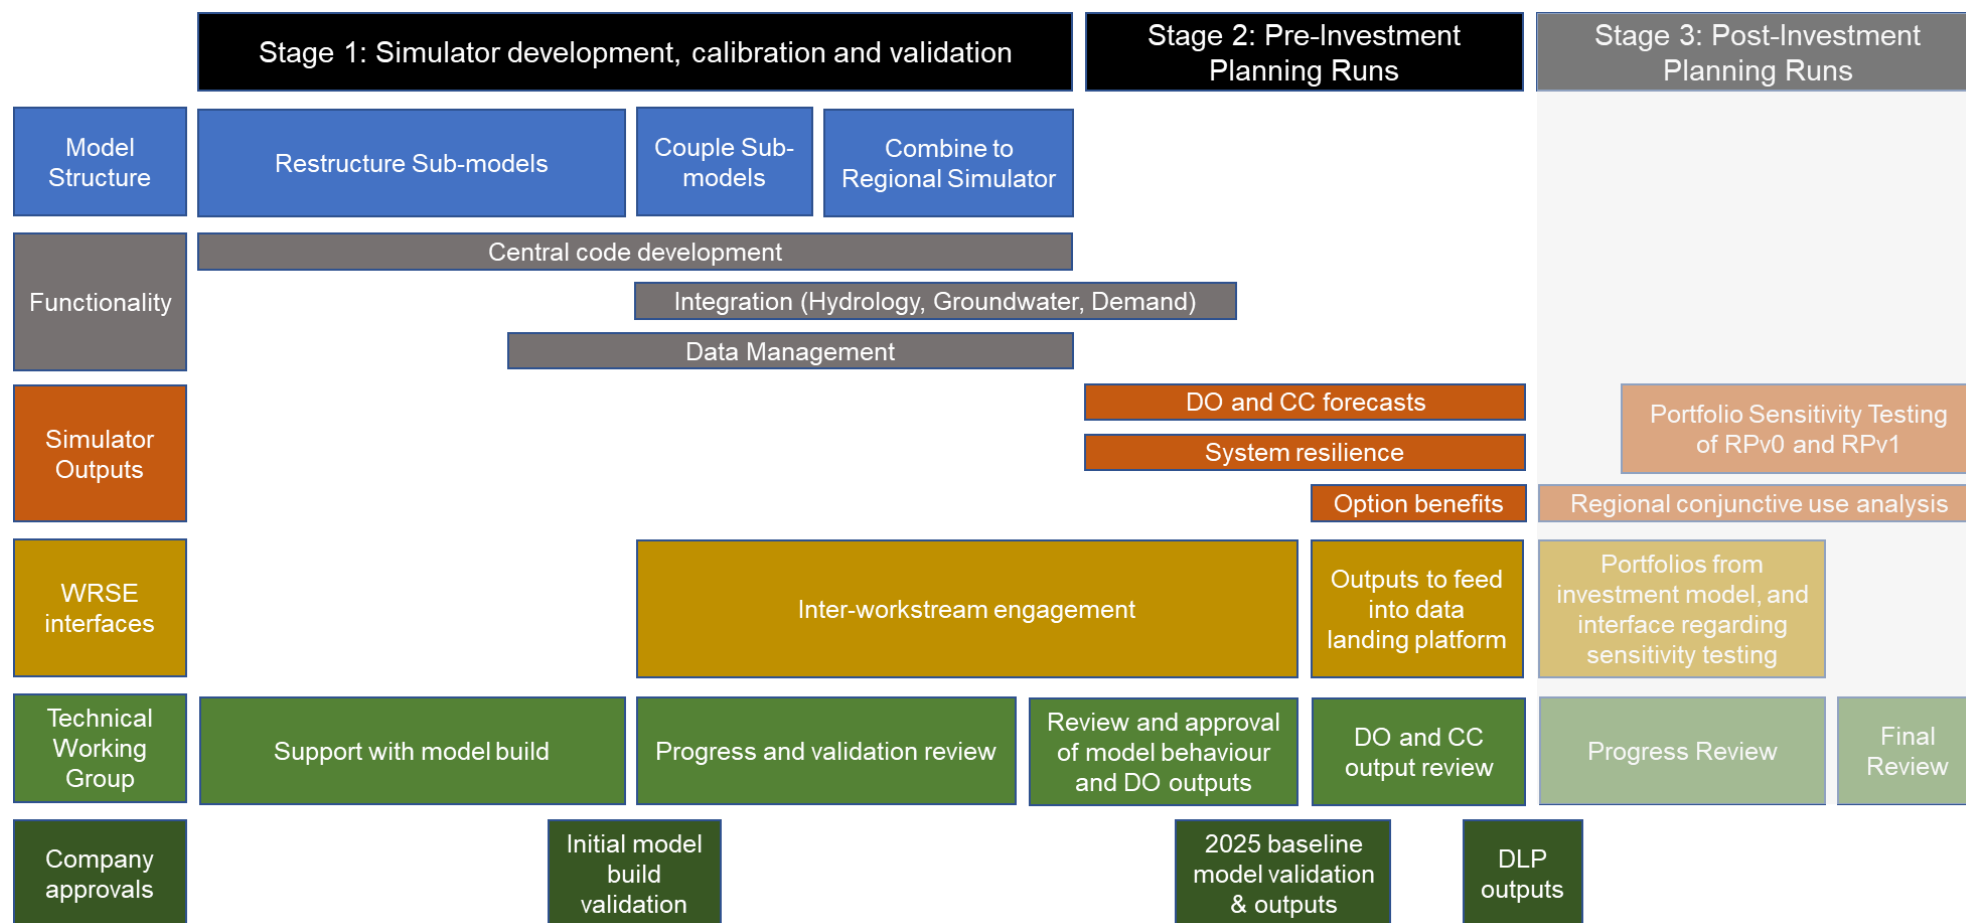 Stage 1: Simulator development, calibration and validation
Stage 2: Pre-Investment
Planning Runs
Stage 3: Post-Investment
Planning Runs
Model
Structure
Restructure Sub-models
Couple Sub-
models
Combine to
Regional Simulator
Functionality
Central code development
Integration (Hydrology, Groundwater, Demand)
Data Management
Simulator
Outputs
DO and CC forecasts
System resilience
Option benefits
Portfolio Sensitivity Testing
of RPv0 and RPv1
Regional conjunctive use analysis
WRSE
interfaces
Inter-workstream engagement
Outputs to feed
into data
landing platform
Portfolios from
investment model, and
interface regarding
sensitivity testing
Technical
Working
Group
Support with model build
Progress and validation review
Review and approval
of model behaviour
and DO outputs
DO and CC
output review
Progress Review
Final
Review
Company
approvals
Initial model
build
validation
2025 baseline
model validation
& outputs
DLP
outputs